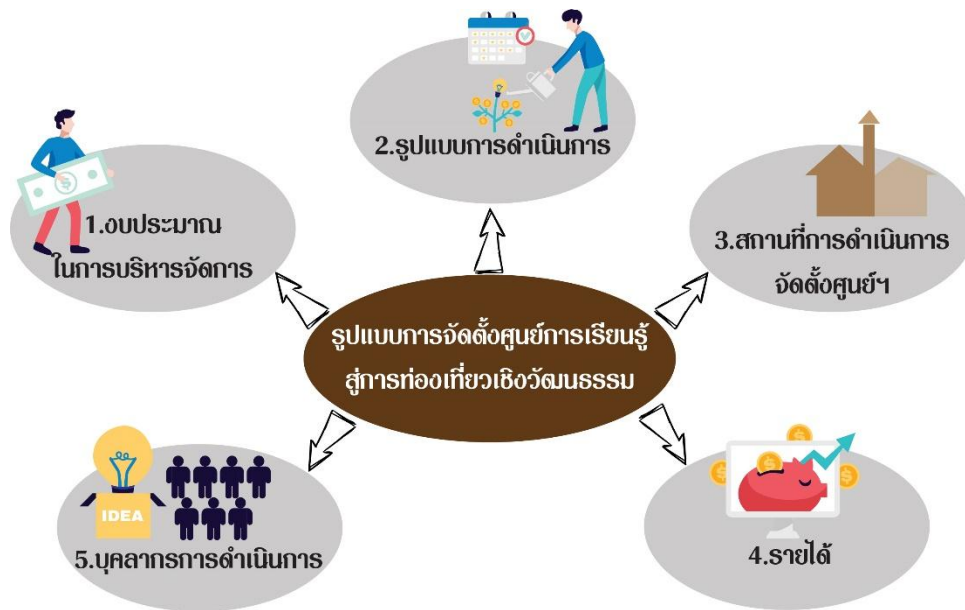 2.รูปแบบการดำเนินการ
1.งบประมาณ
ในการบริหารจัดการ
3.สถานที่การดำเนินการ
จัดตั้งศูนย์ฯ
รูปแบบการจัดตั้งศูนย์การเรียนรู้
สู่การท่องเที่ยวเชิงวัฒนธรรม
IDEA
5.บุคลากรการดำเนินการ
4.รายได้